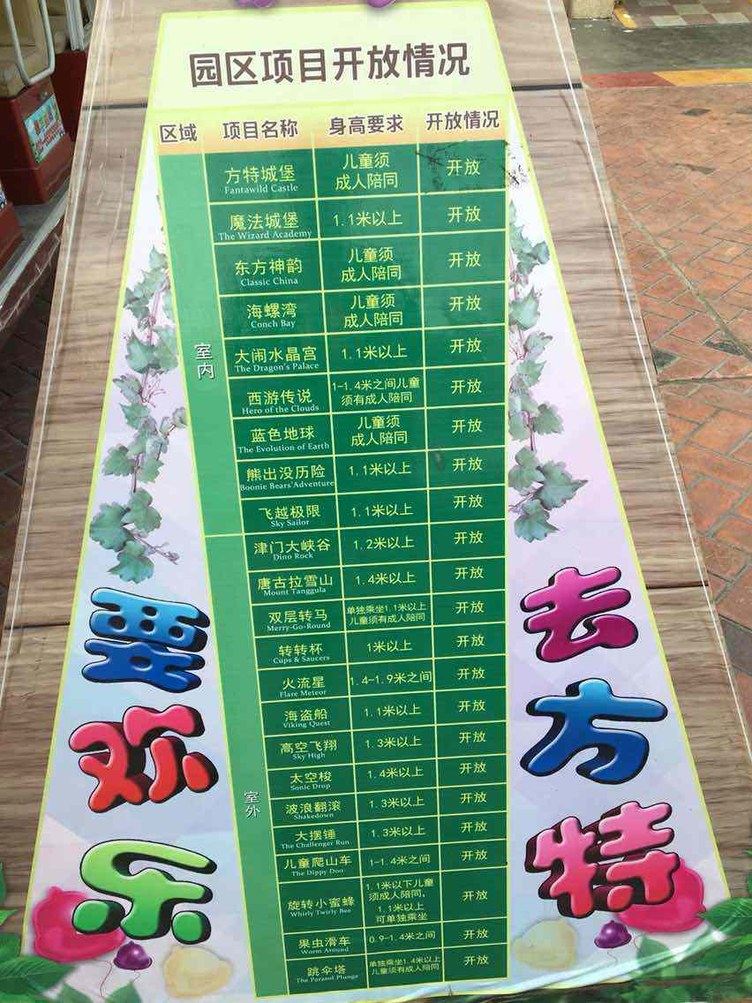 园区项目开放情况
区域 项目名称 身高要求 开放情况
室内
方特城堡 儿童须 开放
Fantawild Castle 成人陪同
魔法城堡 1.1米以上 开放
The Wizard Academy
东方神韵 儿童须 开放
Classic China 成人陪同
海螺湾 儿童须 开放
Conch Bay 成人陪同
大闹水晶宫 1.1米以上 开放
The Dragon's Palace
西游传说 1-1.4米之间儿童 开放
Hero of the Clouds 须有成人陪同
蓝色地球 儿童须 开放
The Evolution of Earth 成人陪同
熊出没历险 1.1米以上 开放
Boonie Bears'Adventure
飞越极限 1.1米以上 开放
Sky Sailor
室外
津门大峡谷 1.2米以上 开放
Dino Rock
唐古拉雪山 1.4米以上 开放
Mount Tanggula
双层转马 单独乘坐1.1米以上 开放
Merry-Go-Round 儿童须有成人陪同
转转杯 1米以上 开放
Cups & Saucers
火流星 1.4-1.9米之间 开放
Flare Meteor
海盗船 1.1米以上 开放
Viking Quest
高空飞翔 1.3米以上 开放
Sky High
太空梭 1.4米以上 开放
Sonic Drop
波浪翻滚 1.3米以上 开放
Shakedown
大摆锤 1.3米以上 开放
The Challenger Run
儿童爬山车 1-1.4米之间 开放
The Dippy Doo
旋转小蜜蜂 1.1米以下儿童 开放
Whirly Twirly Bee 须成人陪同,
1.1米以上
可单独乘坐
果虫滑车 0.9-1.4米之间 开放
Worm Around
跳伞塔 单独乘坐1.4米以上 开放
The Parasol Plunge 儿童须有成人陪同
要欢乐
去方特